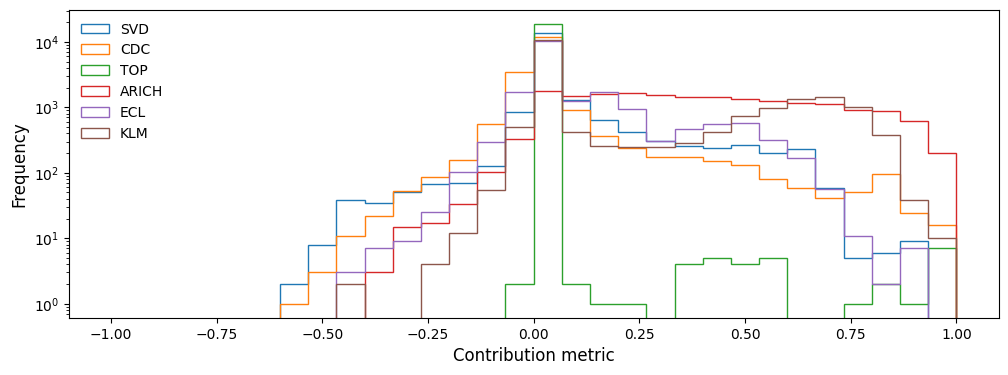 SVD
CDC
TOP
ARICH
ECL
KLM
Frequency
10⁴
10³
10²
10¹
10⁰
−1.00 −0.75 −0.50 −0.25 0.00 0.25 0.50 0.75 1.00
Contribution metric